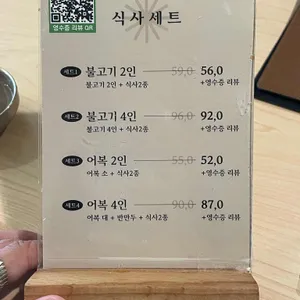 영수증 리뷰 QR
식사세트
세트1 불고기 2인 59,0 56,0
불고기 2인 + 식사2종 +영수증 리뷰
세트2 불고기 4인 96,0 92,0
불고기 4인 + 식사2종 +영수증 리뷰
세트3 어복 2인 55,0 52,0
어복 소 + 식사2종 +영수증 리뷰
세트4 어복 4인 90,0 87,0
어복 대 + 반만두 + 식사2종 +영수증 리뷰